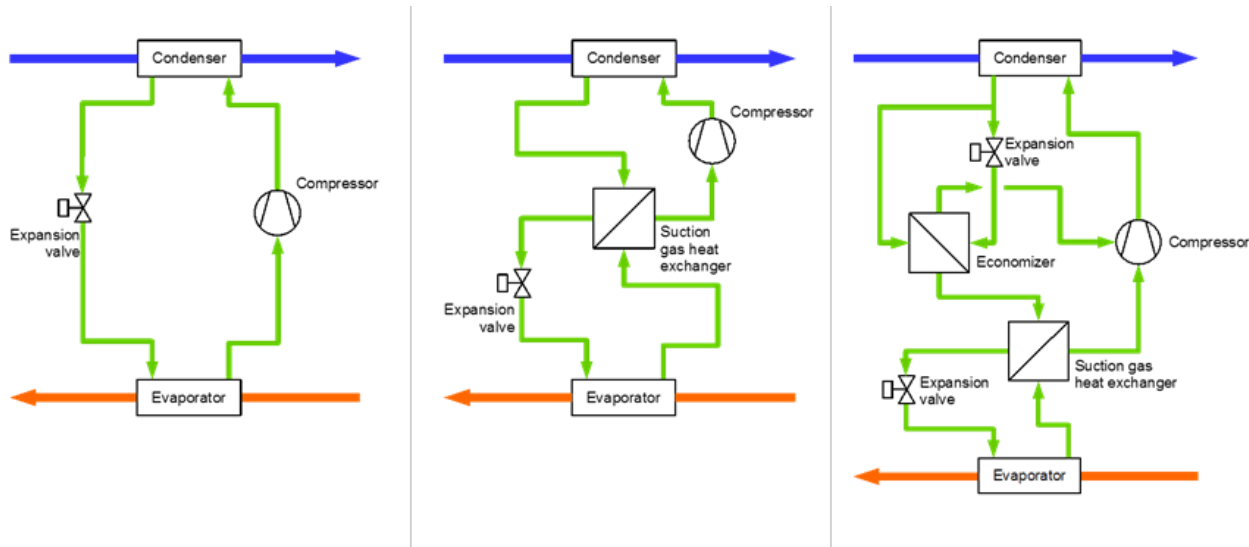 Condenser
Compressor
Expansion
valve
Evaporator
Condenser
Compressor
Suction
gas heat
exchanger
Expansion
valve
Evaporator
Condenser
Expansion
valve
Compressor
Economizer
Suction gas
heat exchanger
Expansion
valve
Evaporator